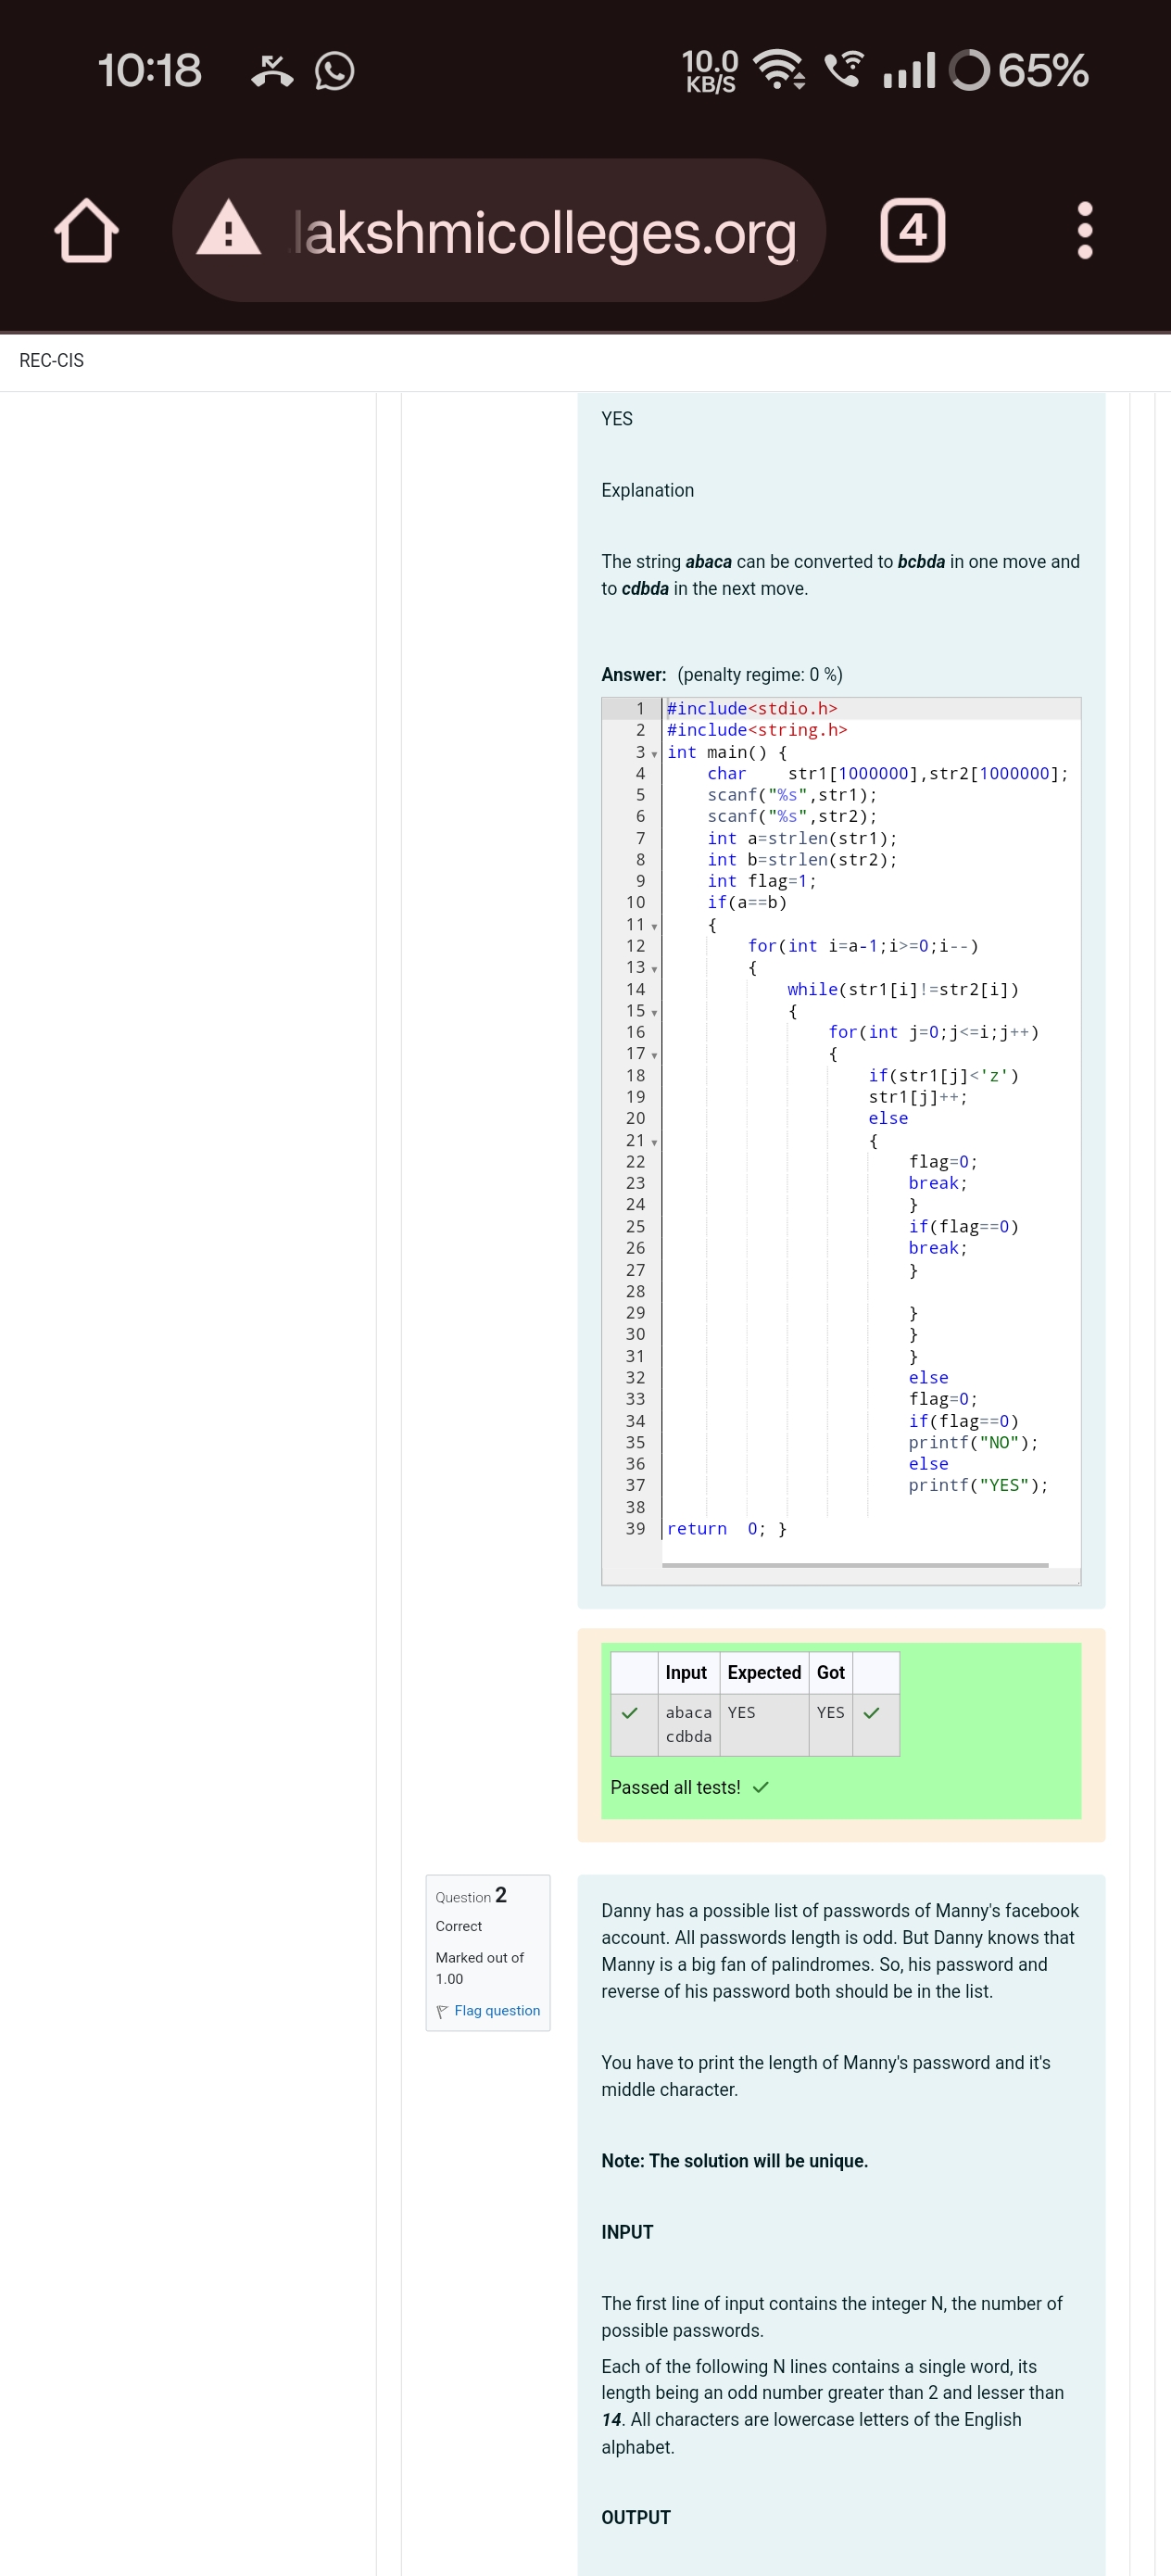 10:18
10.0
KB/S
65%
lakshmicolleges.org
4
REC-CIS
YES
Explanation
The string abaca can be converted to bcbda in one move and
to cdbda in the next move.
Answer: (penalty regime: 0 %)
1 #include<stdio.h>
2 #include<string.h>
3 int main() {
4     char    str1[1000000],str2[1000000];
5     scanf("%s",str1);
6     scanf("%s",str2);
7     int a=strlen(str1);
8     int b=strlen(str2);
9     int flag=1;
10     if(a==b)
11     {
12         for(int i=a-1;i>=0;i--)
13         {
14             while(str1[i]!=str2[i])
15             {
16                 for(int j=0;j<=i;j++)
17                 {
18                     if(str1[j]<'z')
19                     str1[j]++;
20                     else
21                     {
22                         flag=0;
23                         break;
24                         }
25                         if(flag==0)
26                         break;
27                         }
28
29                         }
30                         }
31                         }
32                         else
33                         flag=0;
34                         if(flag==0)
35                         printf("NO");
36                         else
37                         printf("YES");
38
39 return  0; }
Input Expected Got
abaca YES YES
cdbda
Passed all tests!
Question 2
Correct
Marked out of
1.00
Flag question
Danny has a possible list of passwords of Manny's facebook
account. All passwords length is odd. But Danny knows that
Manny is a big fan of palindromes. So, his password and
reverse of his password both should be in the list.
You have to print the length of Manny's password and it's
middle character.
Note: The solution will be unique.
INPUT
The first line of input contains the integer N, the number of
possible passwords.
Each of the following N lines contains a single word, its
length being an odd number greater than 2 and lesser than
14. All characters are lowercase letters of the English
alphabet.
OUTPUT